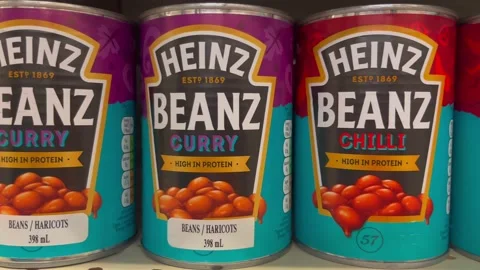 HEINZ
ESTD 1869
BEANZ
CURRY
HIGH IN PROTEIN
BEANS / HARICOTS
398 mL
HEINZ
ESTD 1869
BEANZ
CURRY
HIGH IN PROTEIN
BEANS / HARICOTS
398 mL
HEINZ
ESTD 1869
BEANZ
CHILLI
HIGH IN PROTEIN
57